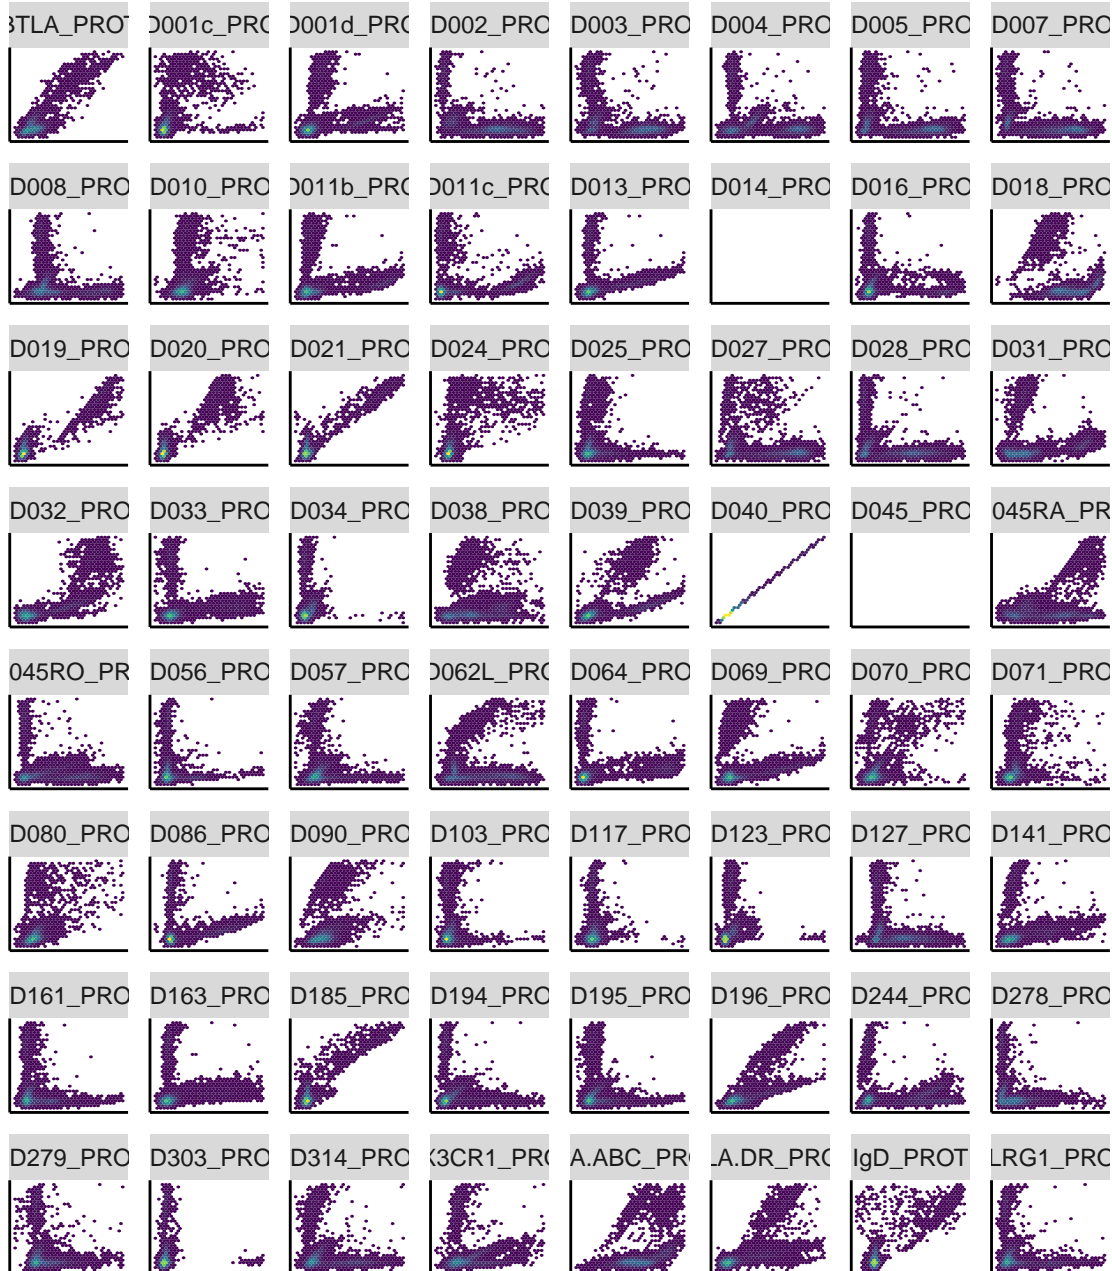 BTLA_PROT D001c_PRO D001d_PRO D002_PRO D003_PRO D004_PRO D005_PRO D007_PRO
D008_PRO D010_PRO D011b_PRO D011c_PRO D013_PRO D014_PRO D016_PRO D018_PRO
D019_PRO D020_PRO D021_PRO D024_PRO D025_PRO D027_PRO D028_PRO D031_PRO
D032_PRO D033_PRO D034_PRO D038_PRO D039_PRO D040_PRO D045_PRO 045RA_PR
045RO_PR D056_PRO D057_PRO D062L_PRO D064_PRO D069_PRO D070_PRO D071_PRO
D080_PRO D086_PRO D090_PRO D103_PRO D117_PRO D123_PRO D127_PRO D141_PRO
D161_PRO D163_PRO D185_PRO D194_PRO D195_PRO D196_PRO D244_PRO D278_PRO
D279_PRO D303_PRO D314_PRO X3CR1_PRO A.ABC_PRO LA.DR_PRO IgD_PROT LRG1_PRO